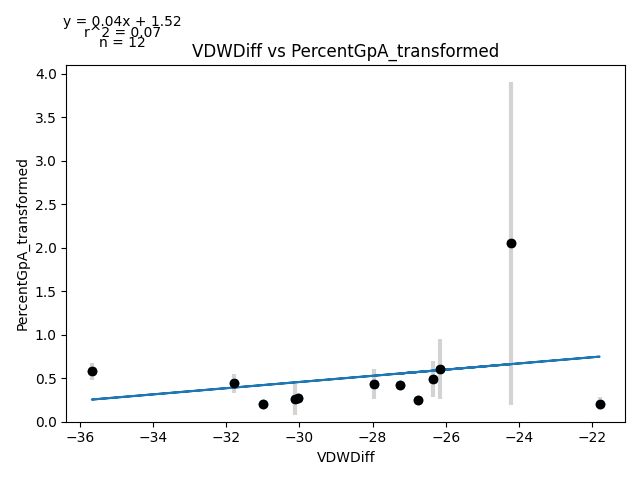 y = 0.04x + 1.52
r^2 = 0.07
n = 12
VDWDiff vs PercentGpA_transformed
4.0
3.5
3.0
2.5
2.0
1.5
1.0
0.5
0.0
PercentGpA_transformed
−36 −34 −32 −30 −28 −26 −24 −22
VDWDiff